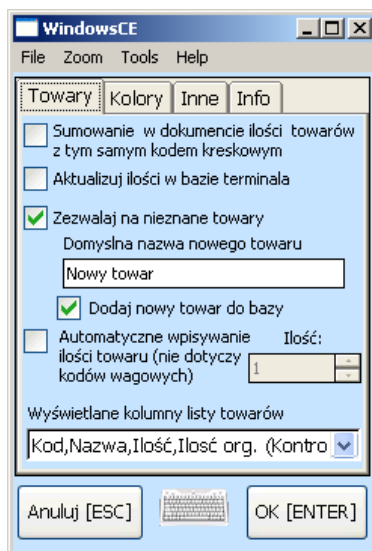 WindowsCE
File Zoom Tools Help
Towary Kolory Inne Info
Sumowanie w dokumencie ilości towarów
z tym samym kodem kreskowym
Aktualizuj ilości w bazie terminala
Zezwalaj na nieznane towary
Domyslna nazwa nowego towaru
Nowy towar
Dodaj nowy towar do bazy
Automatyczne wpisywanie Ilość:
ilości towaru (nie dotyczy
kodów wagowych) 1
Wyświetlane kolumny listy towarów
Kod,Nazwa,Ilość,Ilosć org. (Kontro
Anuluj [ESC] OK [ENTER]